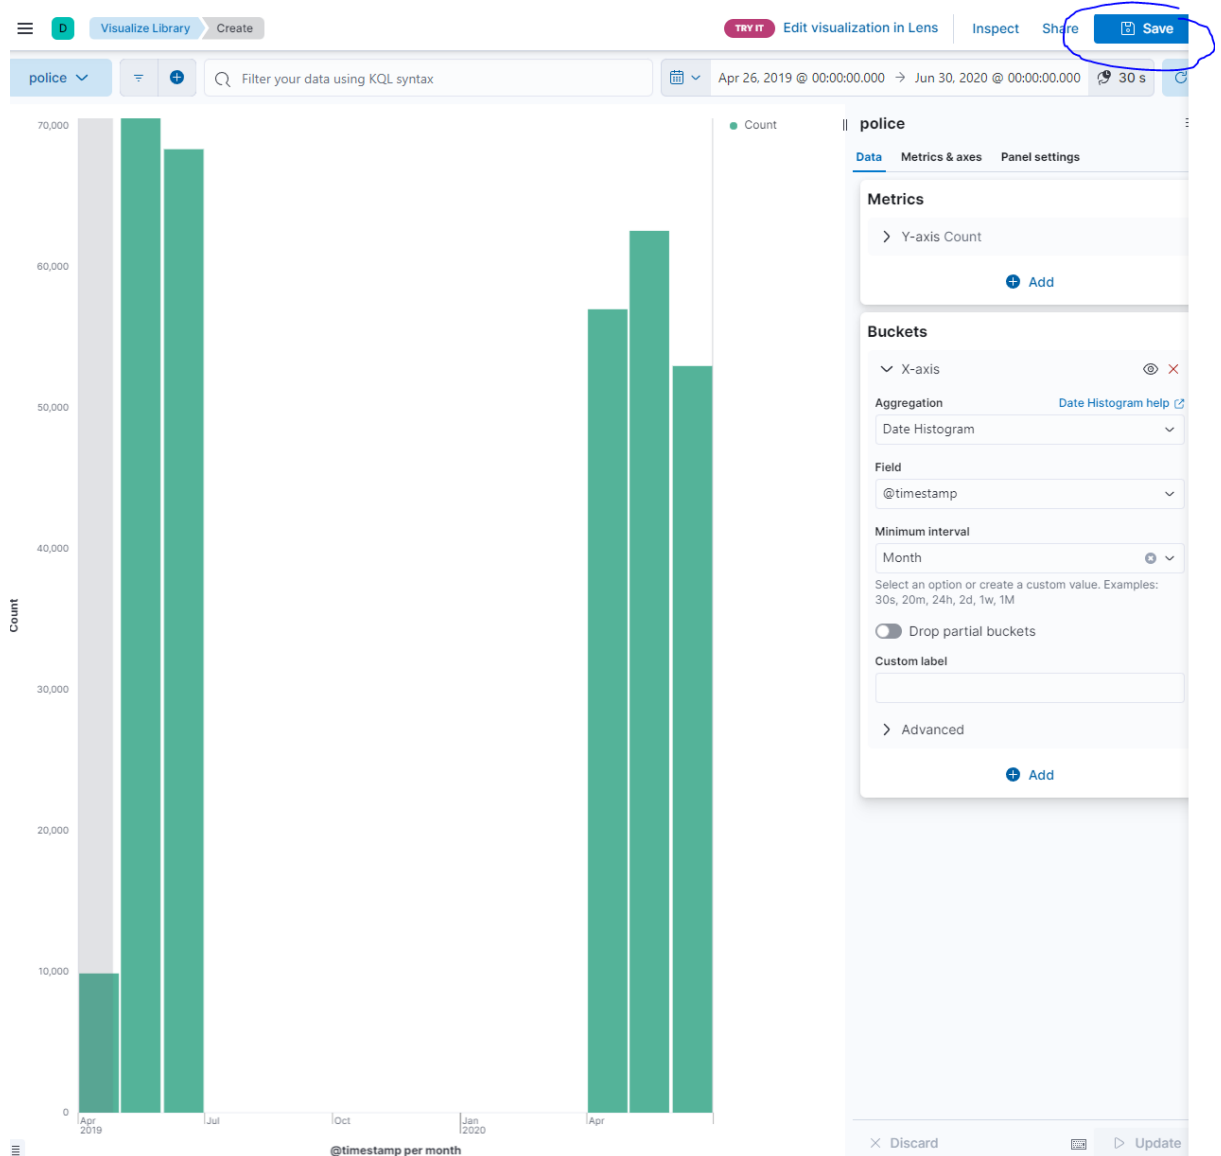 D Visualize Library Create TRY IT Edit visualization in Lens Inspect Share Save
police Filter your data using KQL syntax Apr 26, 2019 @ 00:00:00.000 → Jun 30, 2020 @ 00:00:00.000 30 s
70,000
60,000
50,000
40,000
30,000
20,000
10,000
0
Count
Apr
2019
Jul
Oct
Jan
2020
Apr
@timestamp per month
Count
police
Data Metrics & axes Panel settings
Metrics
Y-axis Count
Add
Buckets
X-axis
Aggregation Date Histogram help
Date Histogram
Field
@timestamp
Minimum interval
Month
Select an option or create a custom value. Examples:
30s, 20m, 24h, 2d, 1w, 1M
Drop partial buckets
Custom label
Advanced
Add
Discard Update